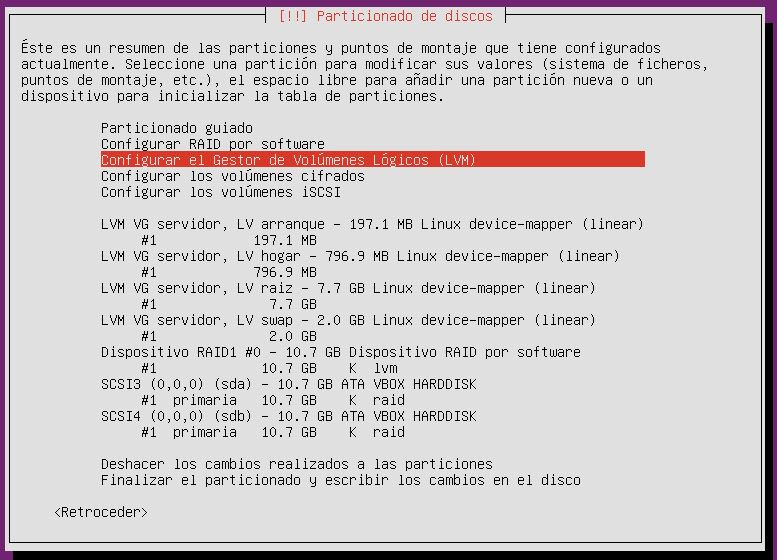 [!!] Particionado de discos
Éste es un resumen de las particiones y puntos de montaje que tiene configurados
actualmente. Seleccione una partición para modificar sus valores (sistema de ficheros,
puntos de montaje, etc.), el espacio libre para añadir una partición nueva o un
dispositivo para inicializar la tabla de particiones.
Particionado guiado
Configurar RAID por software
Configurar el Gestor de Volúmenes Lógicos (LVM)
Configurar los volúmenes cifrados
Configurar los volúmenes iSCSI
LVM VG servidor, LV arranque - 197.1 MB Linux device-mapper (linear)
#1 197.1 MB
LVM VG servidor, LV hogar - 796.9 MB Linux device-mapper (linear)
#1 796.9 MB
LVM VG servidor, LV raiz - 7.7 GB Linux device-mapper (linear)
#1 7.7 GB
LVM VG servidor, LV swap - 2.0 GB Linux device-mapper (linear)
#1 2.0 GB
Dispositivo RAID1 #0 - 10.7 GB Dispositivo RAID por software
#1 10.7 GB K lvm
SCSI3 (0,0,0) (sda) - 10.7 GB ATA VBOX HARDDISK
#1 primaria 10.7 GB K raid
SCSI4 (0,0,0) (sdb) - 10.7 GB ATA VBOX HARDDISK
#1 primaria 10.7 GB K raid
Deshacer los cambios realizados a las particiones
Finalizar el particionado y escribir los cambios en el disco
<Retroceder>